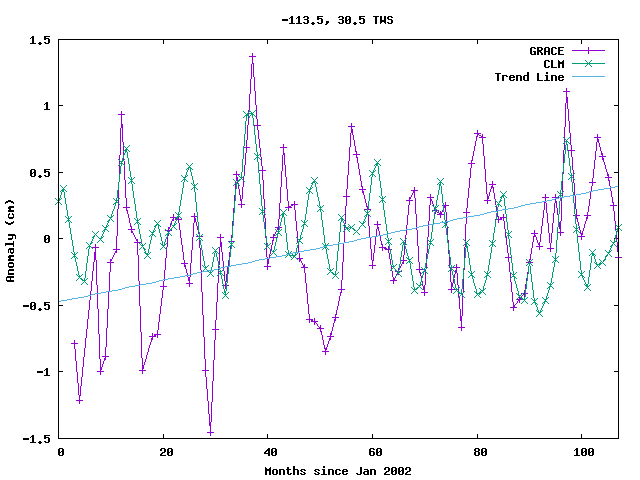 -113.5, 30.5 TWS
GRACE
CLM
Trend Line
1.5
1
0.5
0
-0.5
-1
-1.5
Anomaly (cm)
0 20 40 60 80 100
Months since Jan 2002